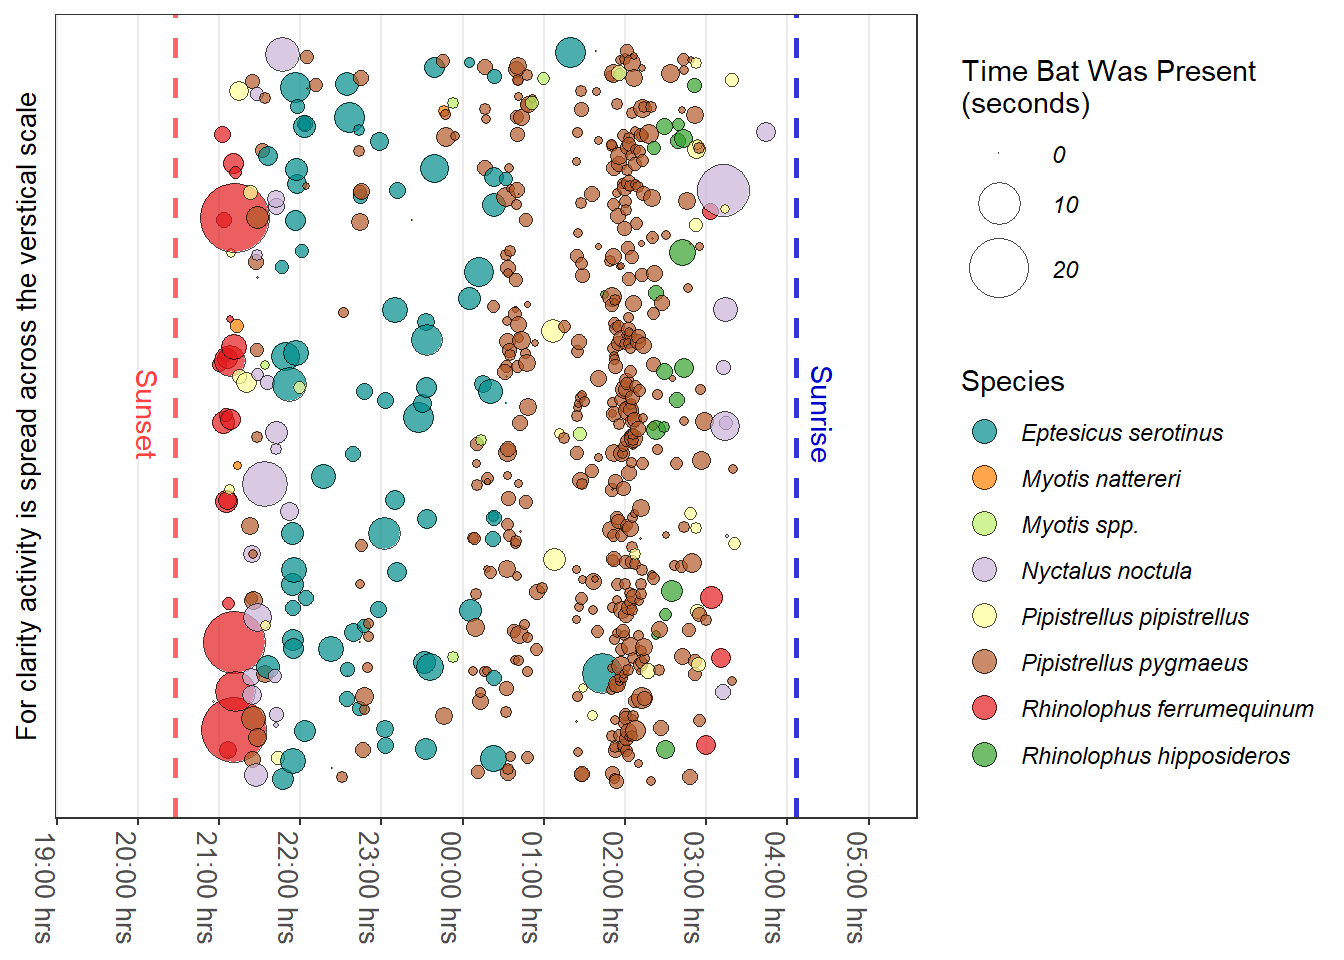 For clarity activity is spread across the verstical scale
Sunset
Sunrise
19:00 hrs
20:00 hrs
21:00 hrs
22:00 hrs
23:00 hrs
00:00 hrs
01:00 hrs
02:00 hrs
03:00 hrs
04:00 hrs
05:00 hrs
Time Bat Was Present
(seconds)
0
10
20
Species
Eptesicus serotinus
Myotis nattereri
Myotis spp.
Nyctalus noctula
Pipistrellus pipistrellus
Pipistrellus pygmaeus
Rhinolophus ferrumequinum
Rhinolophus hipposideros